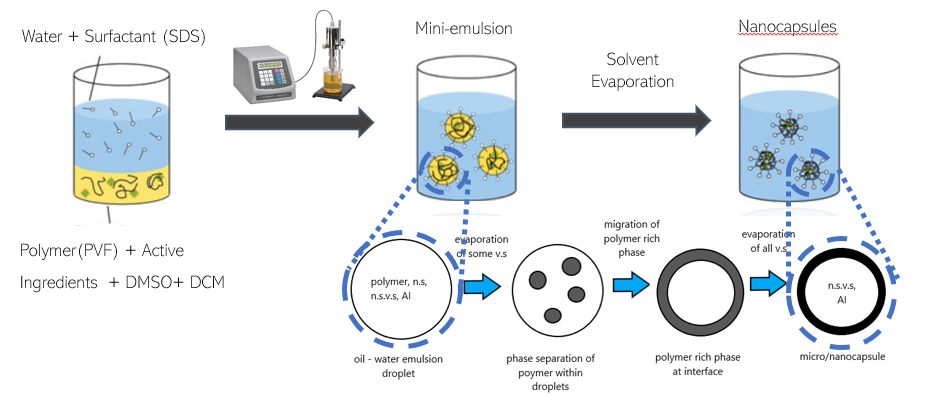 Water + Surfactant (SDS)
Mini-emulsion
Nanocapsules
Solvent
Evaporation
Polymer(PVF) + Active
Ingredients + DMSO+ DCM
polymer, n.s,
n.s.v.s, AI
oil - water emulsion
droplet
evaporation
of some v.s
phase separation of
poymer within
droplets
migration of
polymer rich
phase
polymer rich phase
at interface
evaporation
of all v.s
n.s.v.s,
AI
micro/nanocapsule